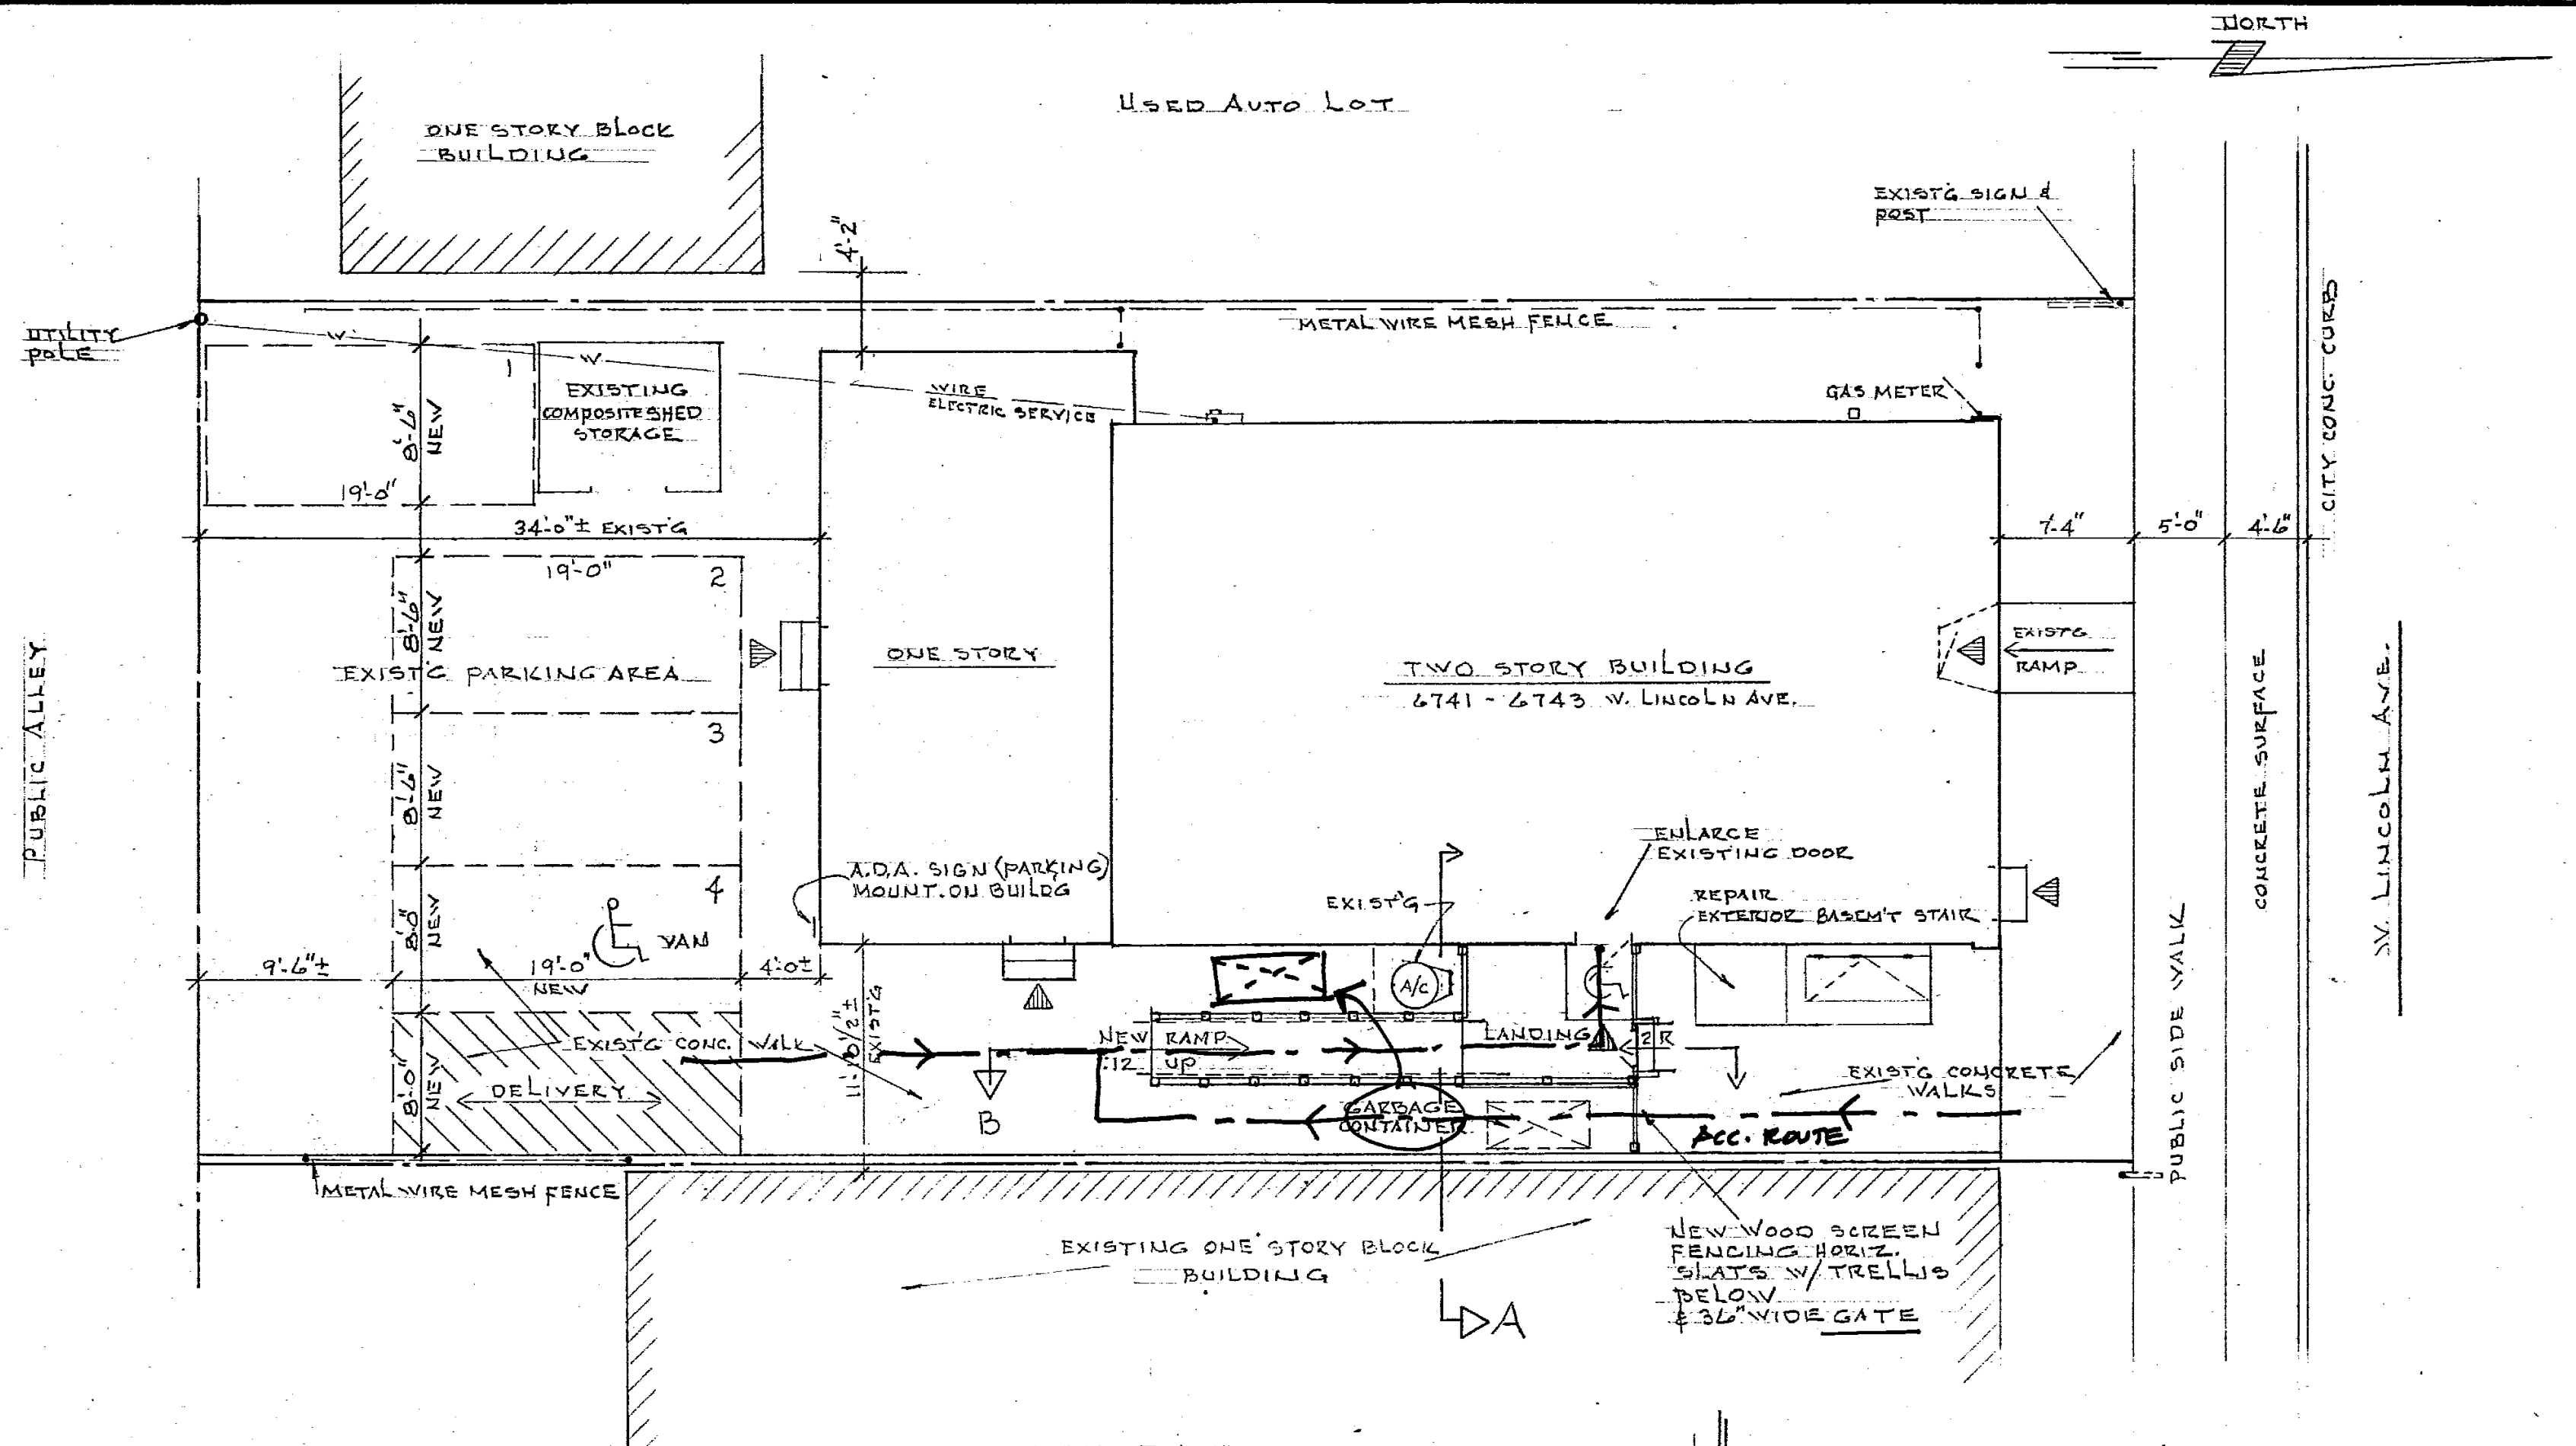 NORTH
USED AUTO LOT
ONE STORY BLOCK
BUILDING
EXIST'G SIGN &
POST
4'-2"
UTILITY
POLE
W
W
METAL WIRE MESH FENCE
1
EXISTING
COMPOSITE SHED
STORAGE
WIRE
ELECTRIC SERVICE
GAS METER
8'-6"
NEW
19'-0"
34'-0"± EXIST'G
7'-4"
5'-0"
4'-6"
CITY CONC. CURB
19'-0"
2
8'-6"
NEW
EXIST'G PARKING AREA
ONE STORY
TWO STORY BUILDING
6741 - 6743 W. LINCOLN AVE.
EXIST'G
RAMP
PUBLIC ALLEY
3
8'-6"
NEW
CONCRETE SURFACE
W. LINCOLN AVE.
ENLARGE
EXISTING DOOR
A.D.A. SIGN (PARKING)
MOUNT. ON BUILDG
4
8'-0"
NEW
VAN
EXIST'G
REPAIR
EXTERIOR BASEM'T STAIR
9'-6"±
19'-0"
NEW
4'-0±
A/C
11'-10 1/2"±
EXIST'G
EXIST'G CONC. WALK
NEW RAMP
:12 UP
LANDING
2R
8'-0"
NEW
DELIVERY
B
GARBAGE
CONTAINER
EXIST'G CONCRETE
WALKS
ACC. ROUTE
PUBLIC SIDE WALK
METAL WIRE MESH FENCE
EXISTING ONE STORY BLOCK
BUILDING
NEW WOOD SCREEN
FENCING HORIZ.
SLATS W/ TRELLIS
BELOW
& 36" WIDE GATE
A